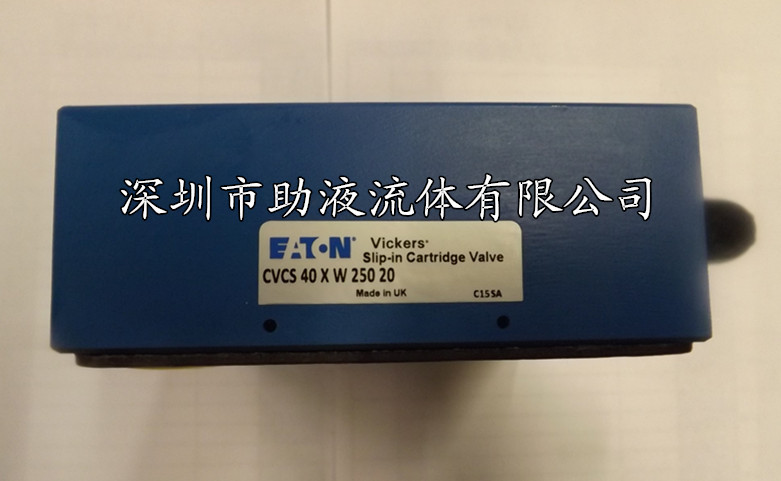 深圳市助液流体有限公司
EATON Vickers
Slip-in Cartridge Valve
CVCS 40 X W 250 20
Made in UK C15SA